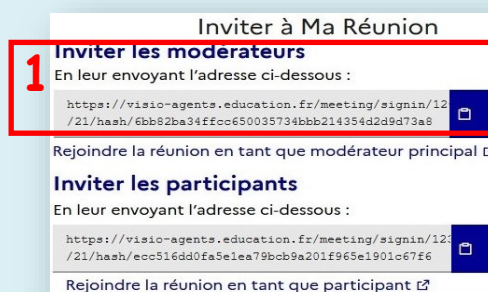 Inviter à Ma Réunion
1
Inviter les modérateurs
En leur envoyant l'adresse ci-dessous :
https://visio-agents.education.fr/meeting/signin/12
/21/hash/6bb82ba34ffcc650035734bbb214354d2d9d73a8
Rejoindre la réunion en tant que modérateur principal
Inviter les participants
En leur envoyant l'adresse ci-dessous :
https://visio-agents.education.fr/meeting/signin/123
/21/hash/ecc516dd0fa5e1ea79bcb9a201f965e1901c67f6
Rejoindre la réunion en tant que participant